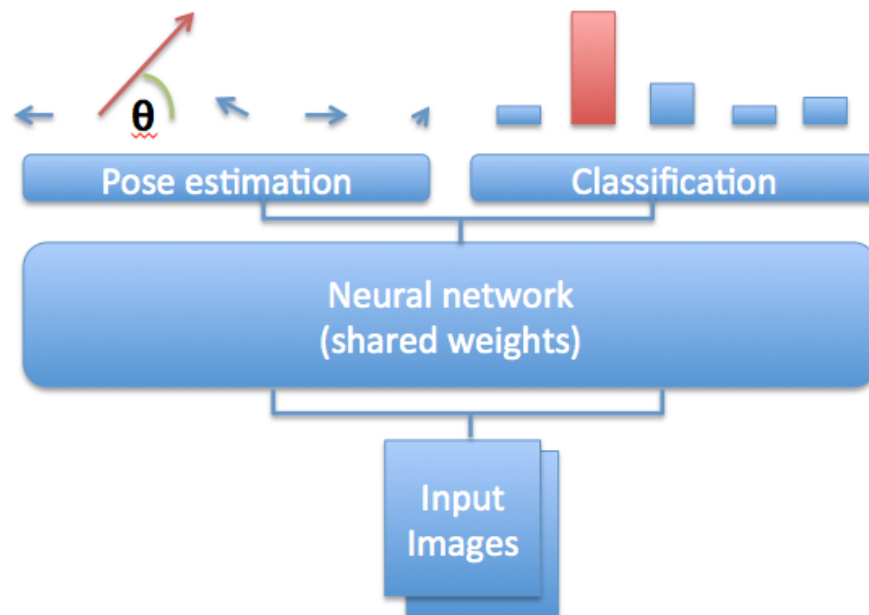 θ
Pose estimation
Classification
Neural network
(shared weights)
Input
Images